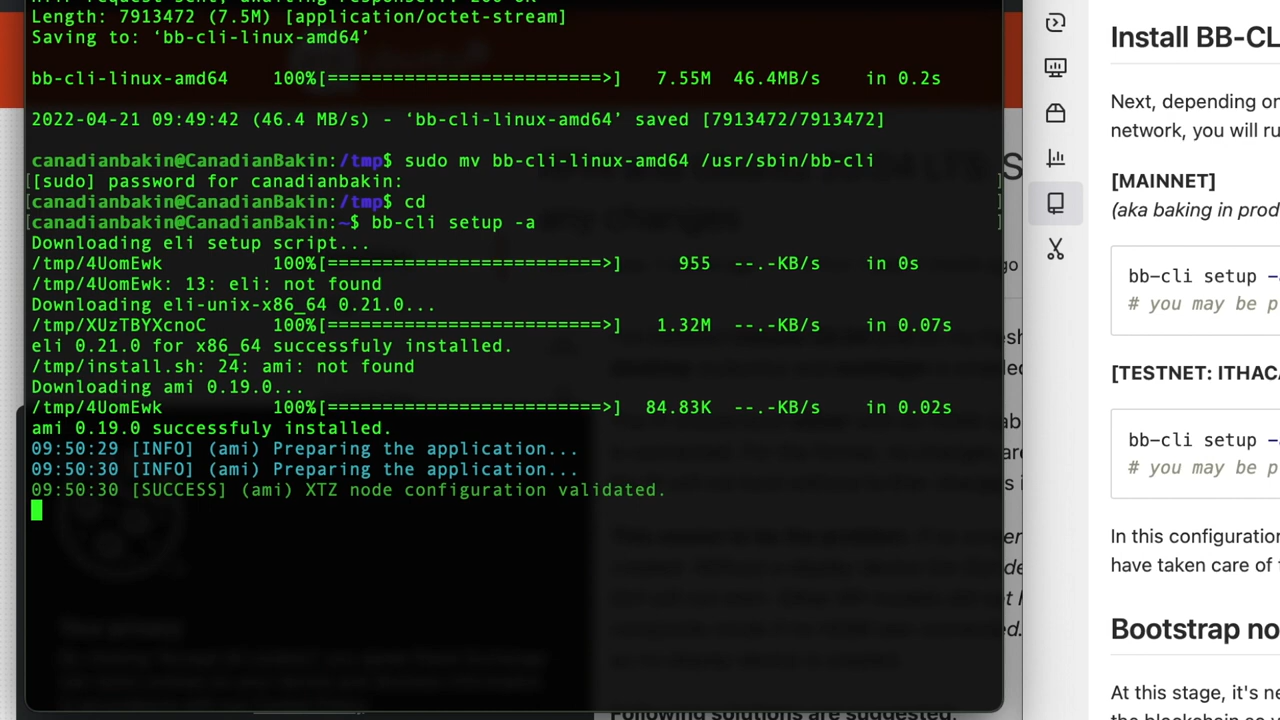 Length: 7913472 (7.5M) [application/octet-stream]
Saving to: ‘bb-cli-linux-amd64’
bb-cli-linux-amd64 100%[===========================>] 7.55M 46.4MB/s in 0.2s
2022-04-21 09:49:42 (46.4 MB/s) - ‘bb-cli-linux-amd64’ saved [7913472/7913472]
canadianbakin@CanadianBakin:/tmp$ sudo mv bb-cli-linux-amd64 /usr/sbin/bb-cli
[[sudo] password for canadianbakin: ]
[canadianbakin@CanadianBakin:/tmp$ cd ]
[canadianbakin@CanadianBakin:~$ bb-cli setup -a ]
Downloading eli setup script...
/tmp/4UomEwk 100%[===========================>] 955 --.-KB/s in 0s
/tmp/4UomEwk: 13: eli: not found
Downloading eli-unix-x86_64 0.21.0...
/tmp/XUzTBYXcnoC 100%[===========================>] 1.32M --.-KB/s in 0.07s
eli 0.21.0 for x86_64 successfuly installed.
/tmp/install.sh: 24: ami: not found
Downloading ami 0.19.0...
/tmp/4UomEwk 100%[===========================>] 84.83K --.-KB/s in 0.02s
ami 0.19.0 successfuly installed.
09:50:29 [INFO] (ami) Preparing the application...
09:50:30 [INFO] (ami) Preparing the application...
09:50:30 [SUCCESS] (ami) XTZ node configuration validated.
Install BB-CL
Next, depending on
network, you will ru
[MAINNET]
(aka baking in prod
bb-cli setup -
# you may be p
[TESTNET: ITHACA
bb-cli setup -
# you may be p
In this configuration
have taken care of
Bootstrap no
At this stage, it's ne
the blockchain so